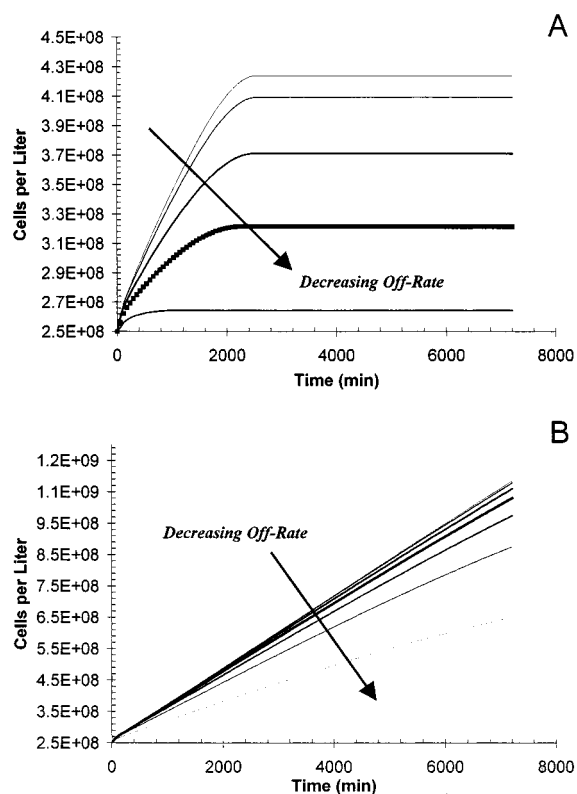 A
4.5E+08
4.3E+08
4.1E+08
3.9E+08
3.7E+08
3.5E+08
3.3E+08
3.1E+08
2.9E+08
2.7E+08
2.5E+08
Cells per Liter
Decreasing Off-Rate
0 2000 4000 6000 8000
Time (min)
B
1.2E+09
1.1E+09
9.5E+08
8.5E+08
7.5E+08
6.5E+08
5.5E+08
4.5E+08
3.5E+08
2.5E+08
Cells per Liter
Decreasing Off-Rate
0 2000 4000 6000 8000
Time (min)